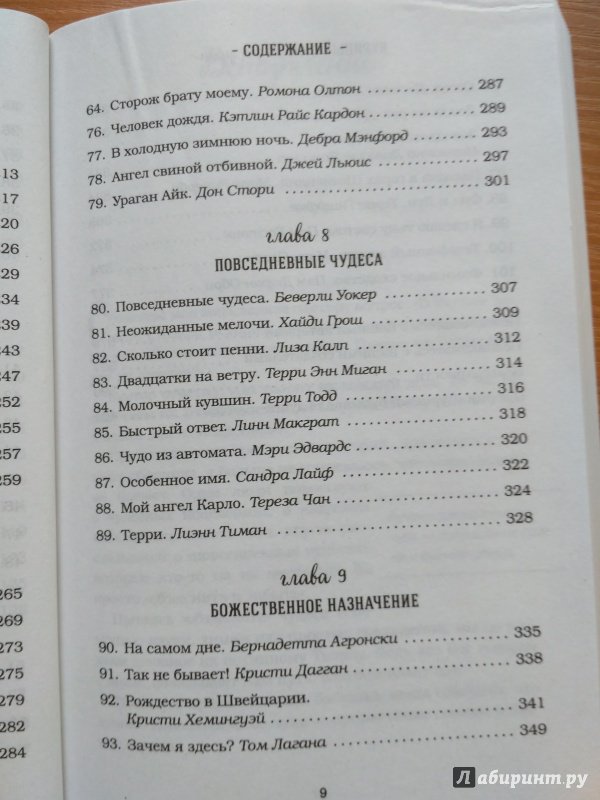 - СОДЕРЖАНИЕ -
64. Сторож брату моему. Ромона Олтон 287
76. Человек дождя. Кэтлин Райс Кардон 289
77. В холодную зимнюю ночь. Дебра Мэнфорд 293
78. Ангел свиной отбивной. Джей Льюис 297
79. Ураган Айк. Дон Стори 301
глава 8
ПОВСЕДНЕВНЫЕ ЧУДЕСА
80. Повседневные чудеса. Беверли Уокер 307
81. Неожиданные мелочи. Хайди Грош 309
82. Сколько стоит пенни. Лиза Калп 312
83. Двадцатки на ветру. Терри Энн Миган 314
84. Молочный кувшин. Терри Тодд 316
85. Быстрый ответ. Линн Макграт 318
86. Чудо из автомата. Мэри Эдвардс 320
87. Особенное имя. Сандра Лайф 322
88. Мой ангел Карло. Тереза Чан 324
89. Терри. Лиэнн Тиман 328
глава 9
БОЖЕСТВЕННОЕ НАЗНАЧЕНИЕ
90. На самом дне. Бернадетта Агронски 335
91. Так не бывает! Кристи Дагган 338
92. Рождество в Швейцарии.
Кристи Хемингуэй 341
93. Зачем я здесь? Том Лагана 349
9
13
17
20
26
29
34
239
243
247
252
255
257
259
265
269
273
275
279
282
284
Лабиринт.ру